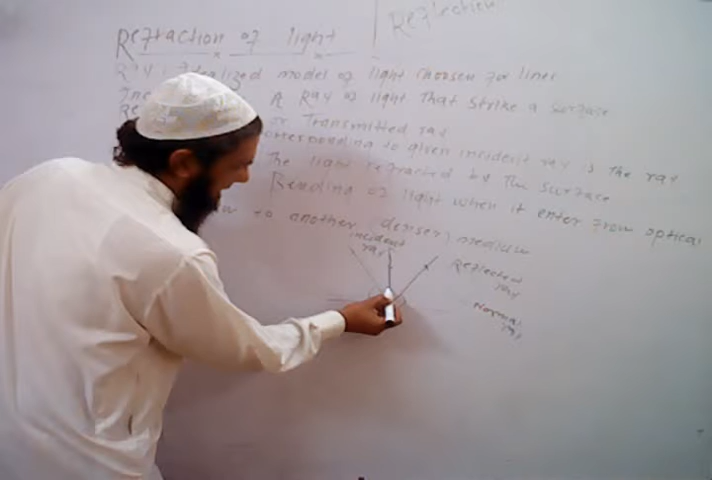 Reflection
Refraction of light
Ray: Idealized model of light choosen for liner
A Ray of light That strike a surface
or Transmitted ray
corresponding to given incident ray is the ray
The light refracted by The surface
Bending of light when it enter from optical
to another (denser) medium
incident
ray
Reflected
ray
Normal
ray